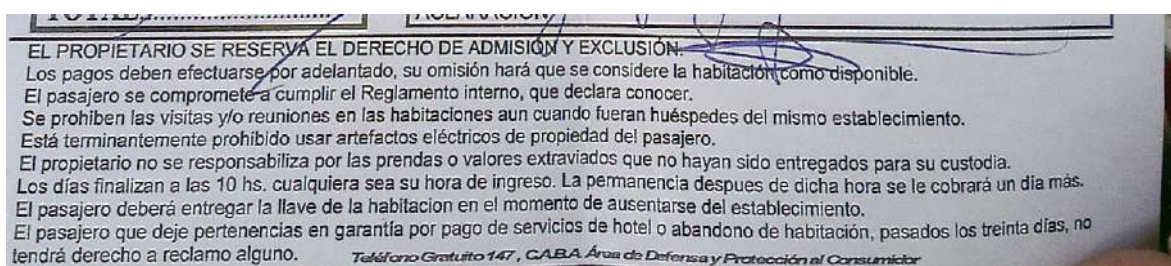 TOTAL
ACLARACIÓN
EL PROPIETARIO SE RESERVA EL DERECHO DE ADMISIÓN Y EXCLUSIÓN.
Los pagos deben efectuarse por adelantado, su omisión hará que se considere la habitación como disponible.
El pasajero se compromete a cumplir el Reglamento interno, que declara conocer.
Se prohiben las visitas y/o reuniones en las habitaciones aun cuando fueran huéspedes del mismo establecimiento.
Está terminantemente prohibido usar artefactos eléctricos de propiedad del pasajero.
El propietario no se responsabiliza por las prendas o valores extraviados que no hayan sido entregados para su custodia.
Los días finalizan a las 10 hs. cualquiera sea su hora de ingreso. La permanencia despues de dicha hora se le cobrará un día más.
El pasajero deberá entregar la llave de la habitacion en el momento de ausentarse del establecimiento.
El pasajero que deje pertenencias en garantía por pago de servicios de hotel o abandono de habitación, pasados los treinta días, no
tendrá derecho a reclamo alguno. Teléfono Gratuito 147, CABA Área de Defensa y Protección al Consumidor